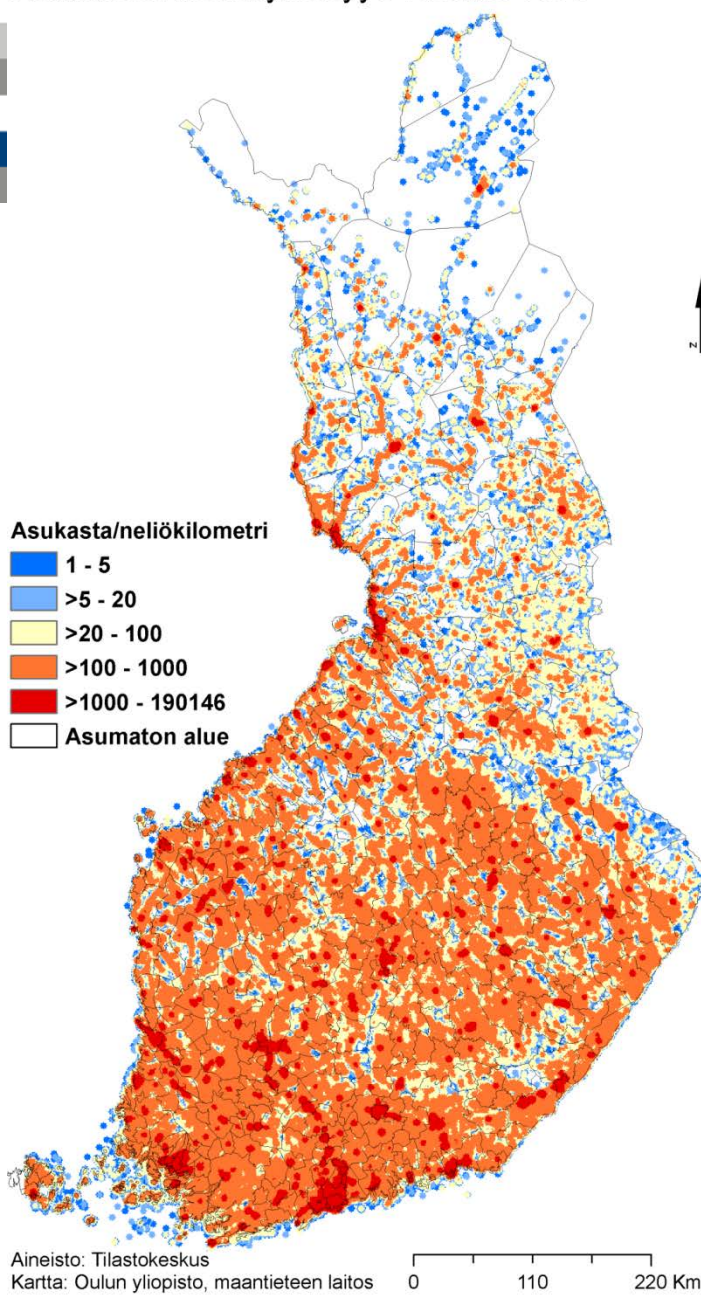 z
Asukasta/neliökilometri
1 - 5
>5 - 20
>20 - 100
>100 - 1000
>1000 - 190146
Asumaton alue
Aineisto: Tilastokeskus
Kartta: Oulun yliopisto, maantieteen laitos
0 110 220 Km